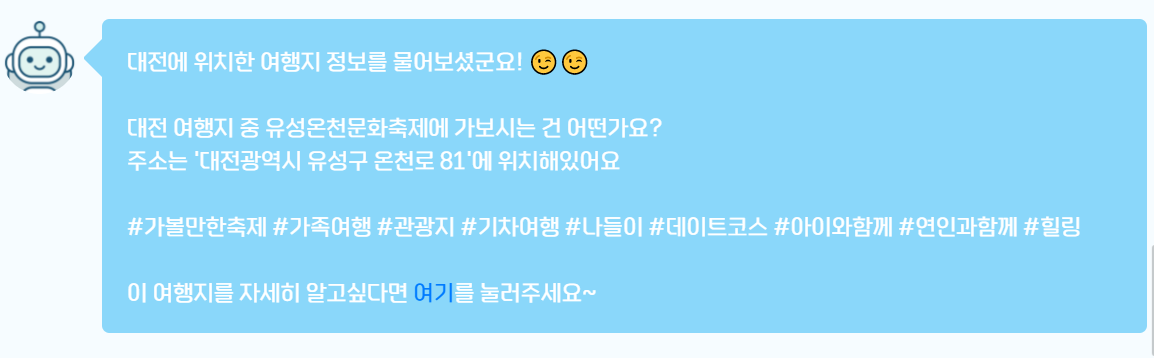 대전에 위치한 여행지 정보를 물어보셨군요! 😉😉
대전 여행지 중 유성온천문화축제에 가보시는 건 어떤가요?
주소는 '대전광역시 유성구 온천로 81'에 위치해있어요
#가볼만한축제 #가족여행 #관광지 #기차여행 #나들이 #데이트코스 #아이와함께 #연인과함께 #힐링
이 여행지를 자세히 알고싶다면 여기를 눌러주세요~